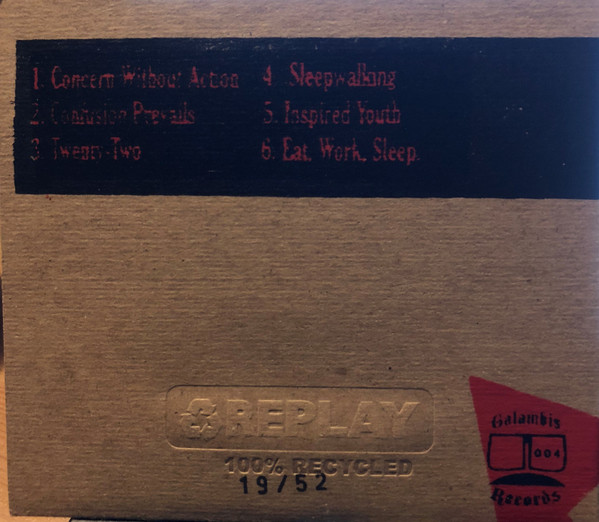 1. Concern Without Action
2. Confusion Prevails
3. Twenty-Two
4. Sleepwalking
5. Inspired Youth
6. Eat. Work. Sleep.
REPLAY
100% RECYCLED
19/52
Galambis
004
Records